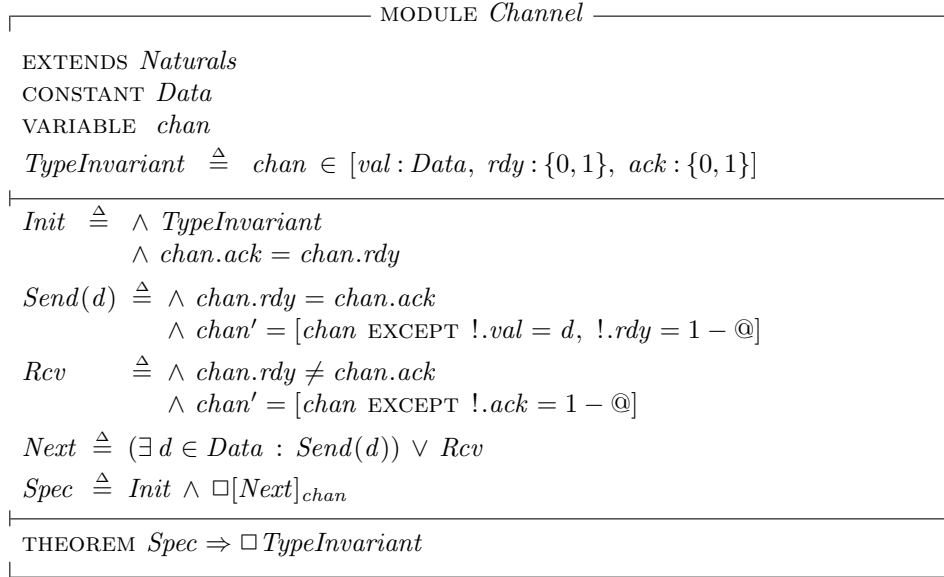 MODULE Channel
EXTENDS Naturals
CONSTANT Data
VARIABLE chan
TypeInvariant ≜ chan ∈ [val : Data, rdy : {0, 1}, ack : {0, 1}]
Init ≜ ∧ TypeInvariant
∧ chan.ack = chan.rdy
Send(d) ≜ ∧ chan.rdy = chan.ack
∧ chan′ = [chan EXCEPT !.val = d, !.rdy = 1 − @]
Rcv ≜ ∧ chan.rdy ≠ chan.ack
∧ chan′ = [chan EXCEPT !.ack = 1 − @]
Next ≜ (∃ d ∈ Data : Send(d)) ∨ Rcv
Spec ≜ Init ∧ □[Next]_chan
THEOREM Spec ⇒ □ TypeInvariant